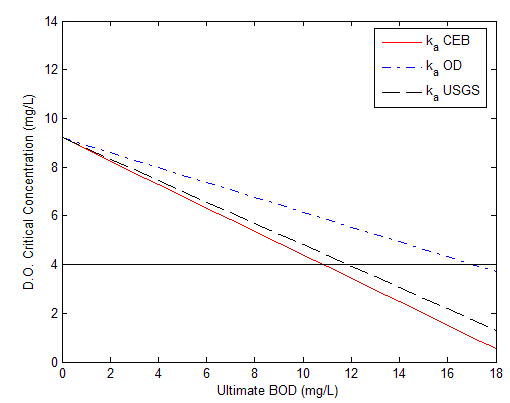 14
12
10
8
6
4
2
0
D.O. Critical Concentration (mg/L)
ka CEB
ka OD
ka USGS
0 2 4 6 8 10 12 14 16 18
Ultimate BOD (mg/L)